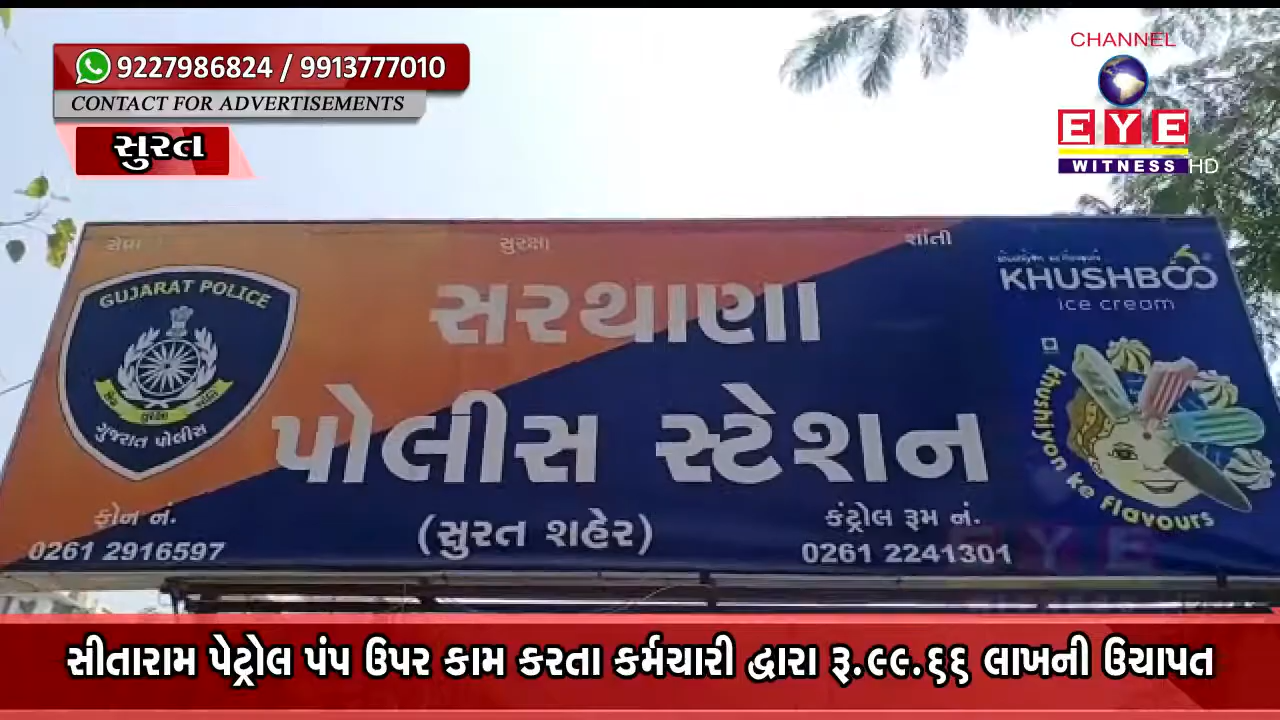 9227986824 / 9913777010
CONTACT FOR ADVERTISEMENTS
સુરત
CHANNEL
EYE
WITNESS HD
સેવા સુરક્ષા શાંતી
GUJARAT POLICE
ગુજરાત પોલીસ
સરથાણા
પોલીસ સ્ટેશન
(સુરત શહેર)
ફોન નં.
0261 2916597
કંટ્રોલ રૂમ નં.
0261 2241301
KHUSHBOO
ice cream
khushiyon ke flavours
સીતારામ પેટ્રોલ પંપ ઉપર કામ કરતા કર્મચારી દ્વારા રૂ.૯૯.૬૬ લાખની ઉચાપત